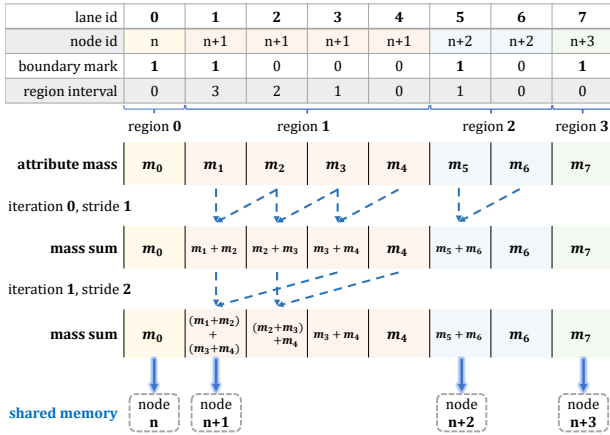 lane id 0 1 2 3 4 5 6 7
node id n n+1 n+1 n+1 n+1 n+2 n+2 n+3
boundary mark 1 1 0 0 0 1 0 1
region interval 0 3 2 1 0 1 0 0
region 0 region 1 region 2 region 3
attribute mass m₀ m₁ m₂ m₃ m₄ m₅ m₆ m₇
iteration 0, stride 1
mass sum m₀ m₁ + m₂ m₂ + m₃ m₃ + m₄ m₄ m₅ + m₆ m₆ m₇
iteration 1, stride 2
mass sum m₀ (m₁+m₂) + (m₃+m₄) (m₂+m₃) +m₄ m₃ + m₄ m₄ m₅ + m₆ m₆ m₇
shared memory node n node n+1 node n+2 node n+3